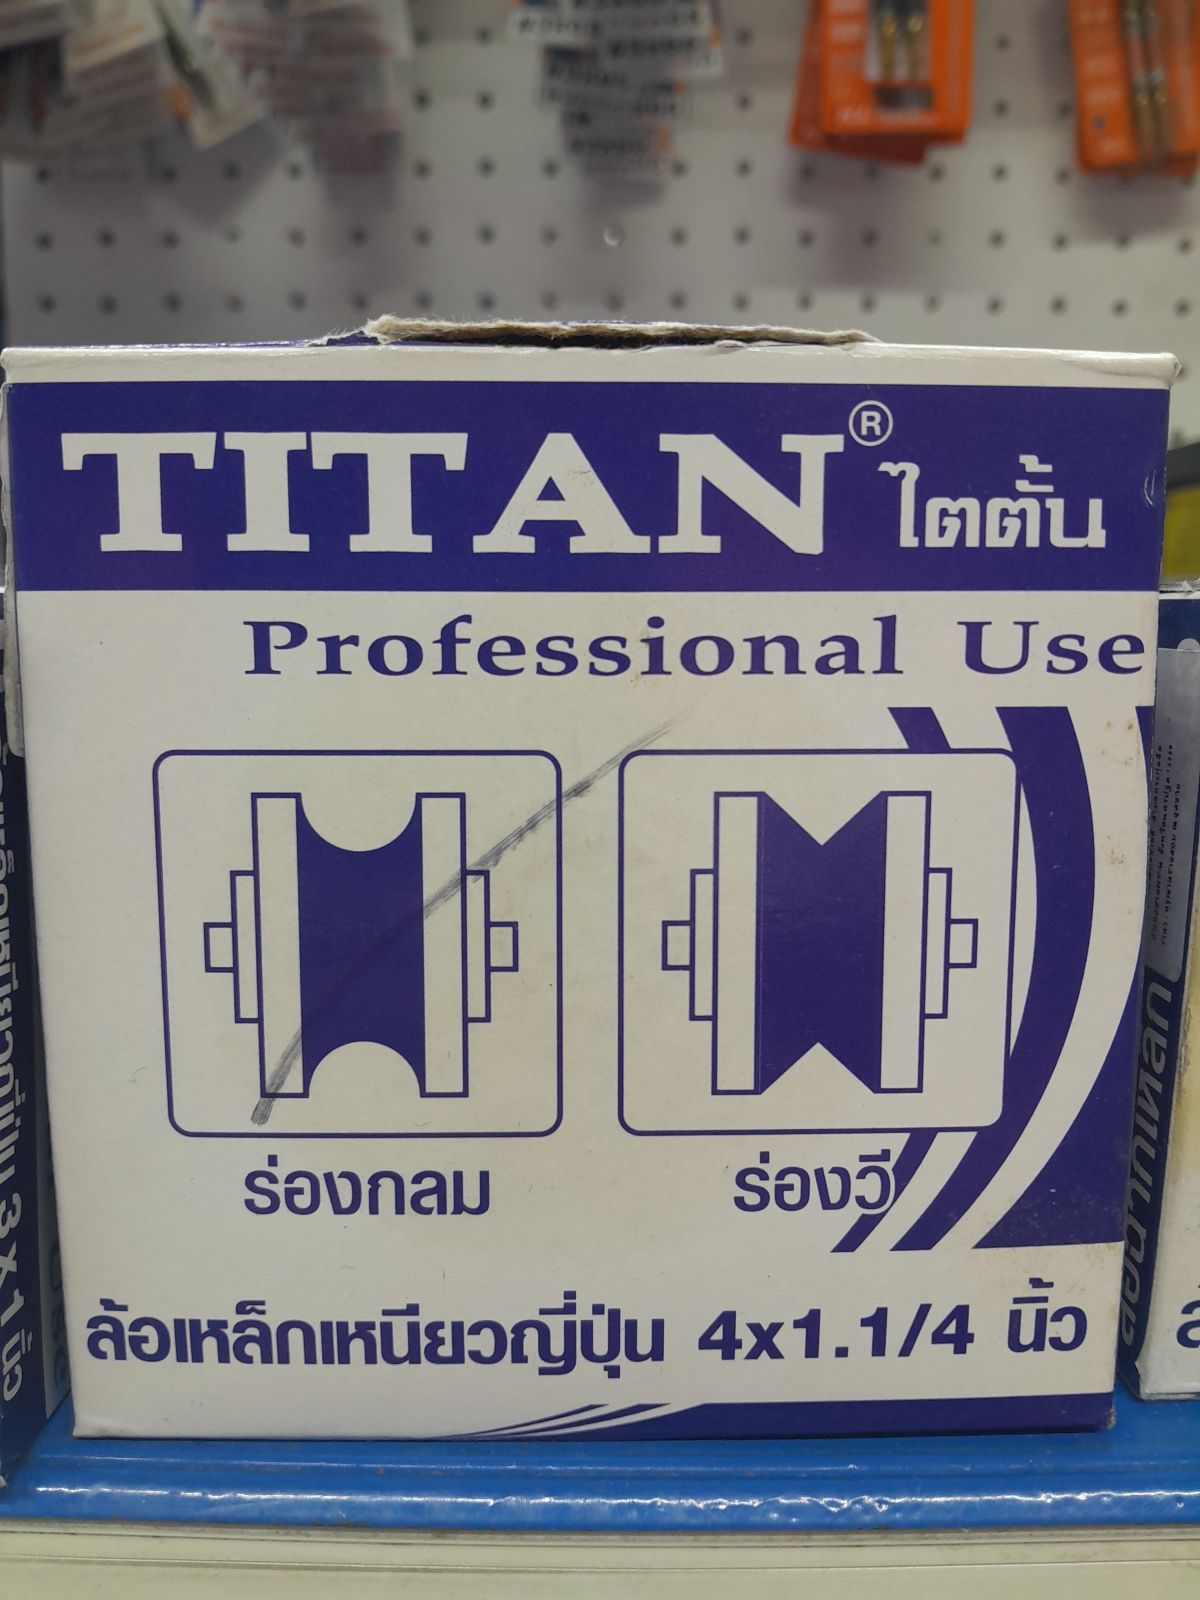 TITAN® ไตตั้น
Professional Use
ร่องกลม
ร่องวี
ล้อเหล็กเหนียวญี่ปุ่น 4x1.1/4 นิ้ว